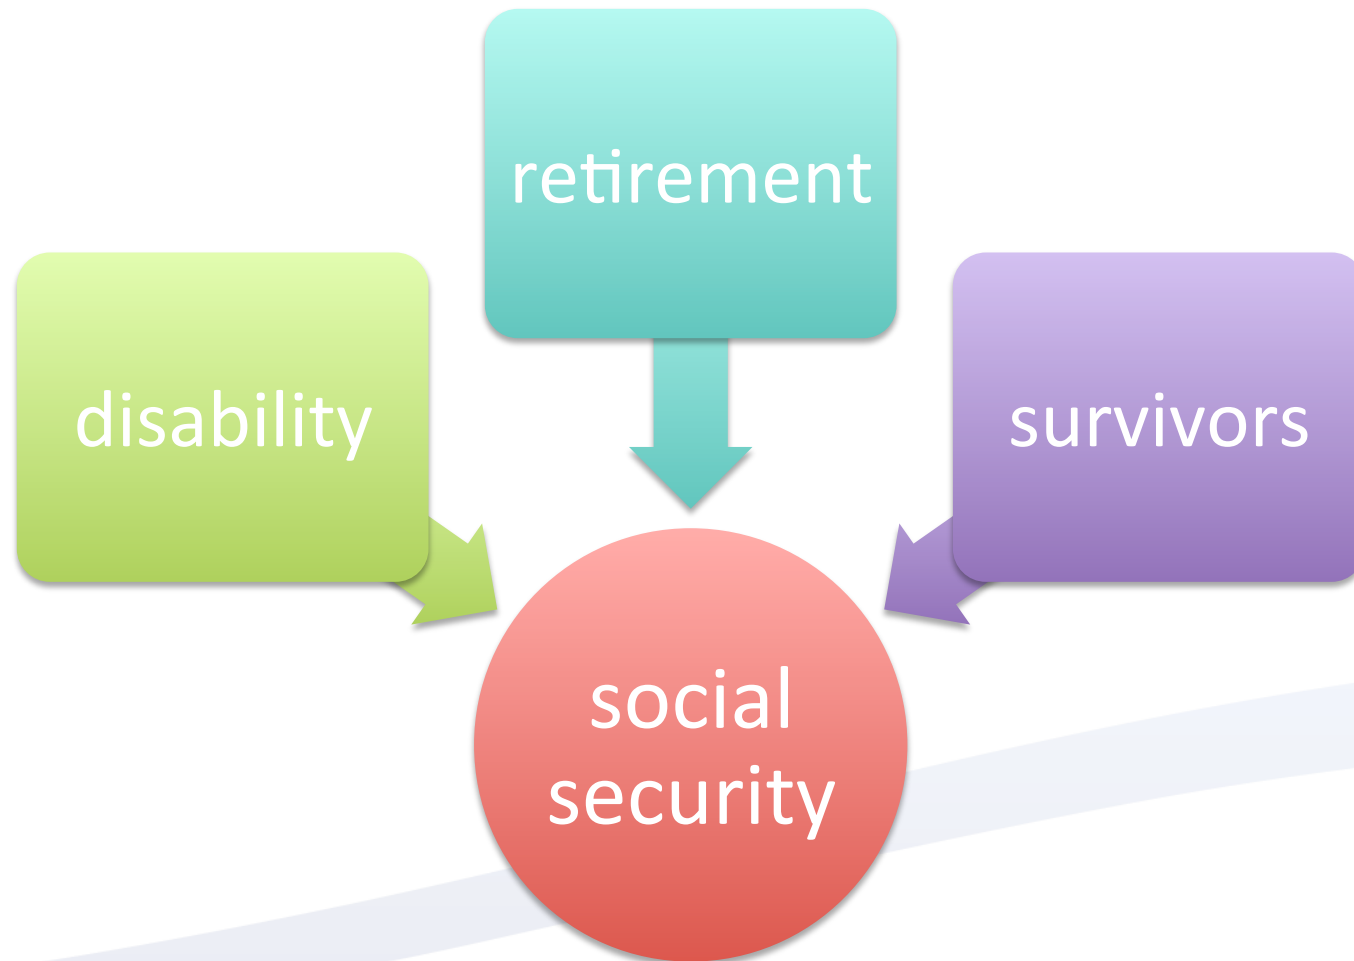 retirement
disability
survivors
social
security